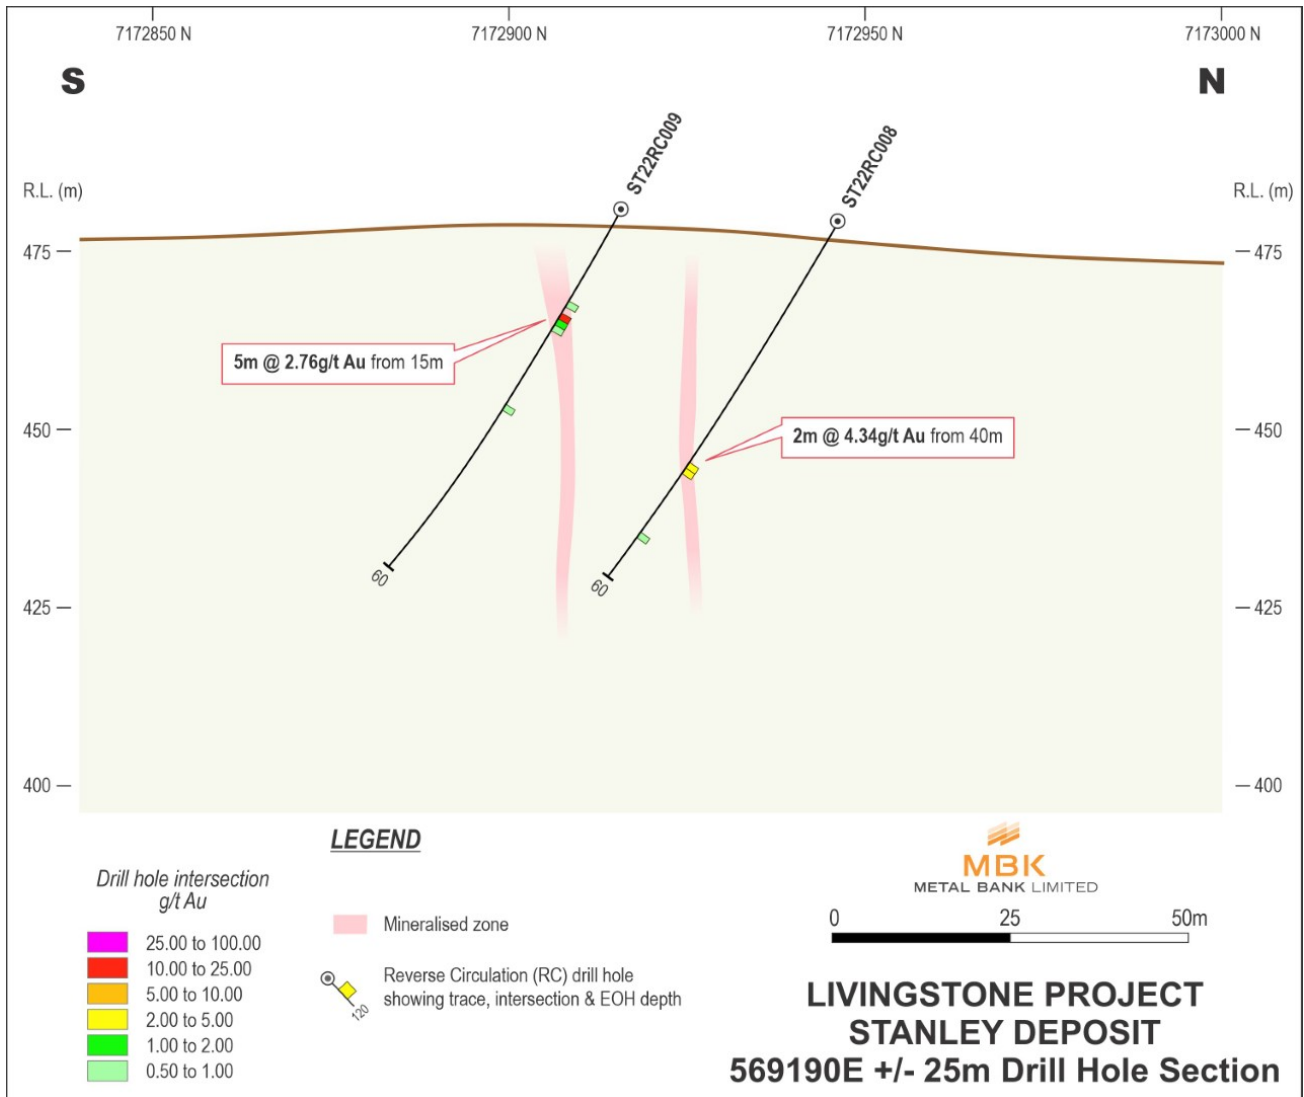 7172850 N
7172900 N
7172950 N
7173000 N
S
N
ST22RC009
ST22RC008
R.L. (m)
R.L. (m)
475
475
5m @ 2.76g/t Au from 15m
450
450
2m @ 4.34g/t Au from 40m
60
60
425
425
400
400
LEGEND
Drill hole intersection
g/t Au
25.00 to 100.00
10.00 to 25.00
5.00 to 10.00
2.00 to 5.00
1.00 to 2.00
0.50 to 1.00
Mineralised zone
Reverse Circulation (RC) drill hole
showing trace, intersection & EOH depth
120
MBK
METAL BANK LIMITED
0 25 50m
LIVINGSTONE PROJECT
STANLEY DEPOSIT
569190E +/- 25m Drill Hole Section